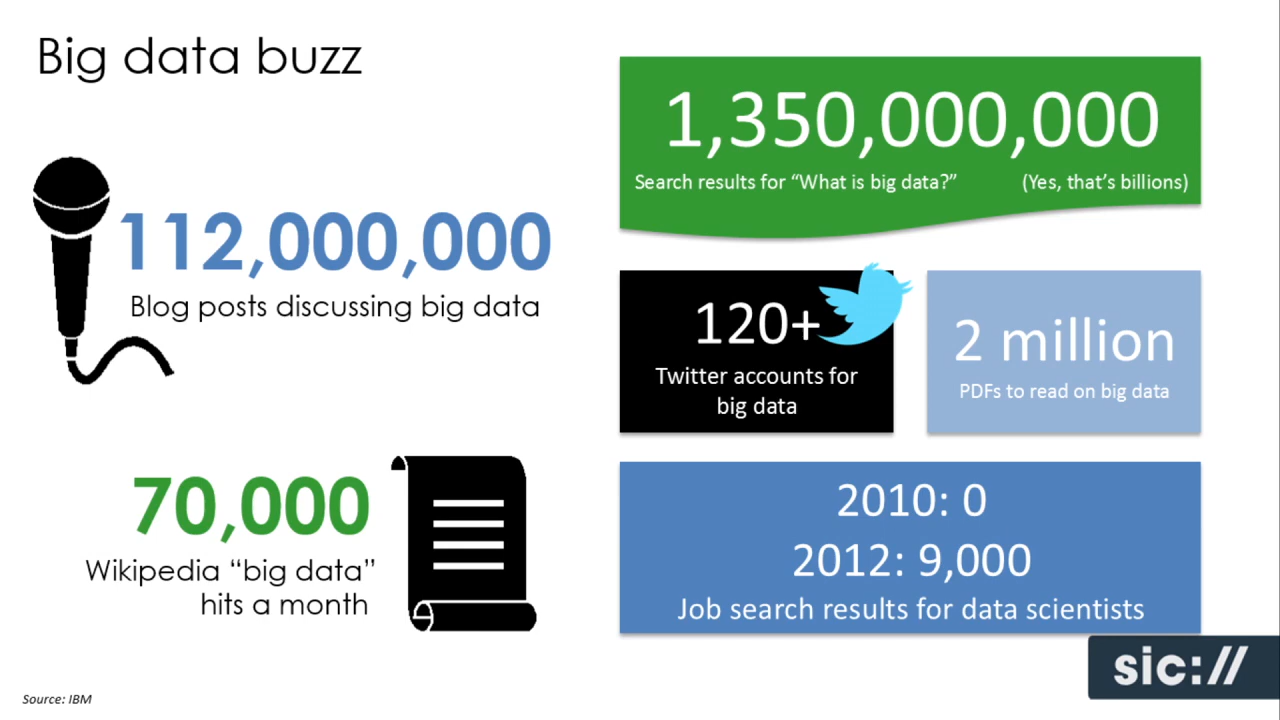 Big data buzz
112,000,000
Blog posts discussing big data
70,000
Wikipedia “big data”
hits a month
1,350,000,000
Search results for “What is big data?” (Yes, that’s billions)
120+
Twitter accounts for
big data
2 million
PDFs to read on big data
2010: 0
2012: 9,000
Job search results for data scientists
sic://
Source: IBM